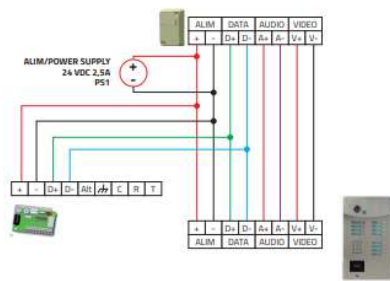 ALIM DATA AUDIO VIDEO
+ - D+ D- A+ A- V+ V-
ALIM/POWER SUPPLY
24 VDC 2,5A
PS1
+
-
+ - D+ D- Alt C R T
+ - D+ D- A+ A- V+ V-
ALIM DATA AUDIO VIDEO